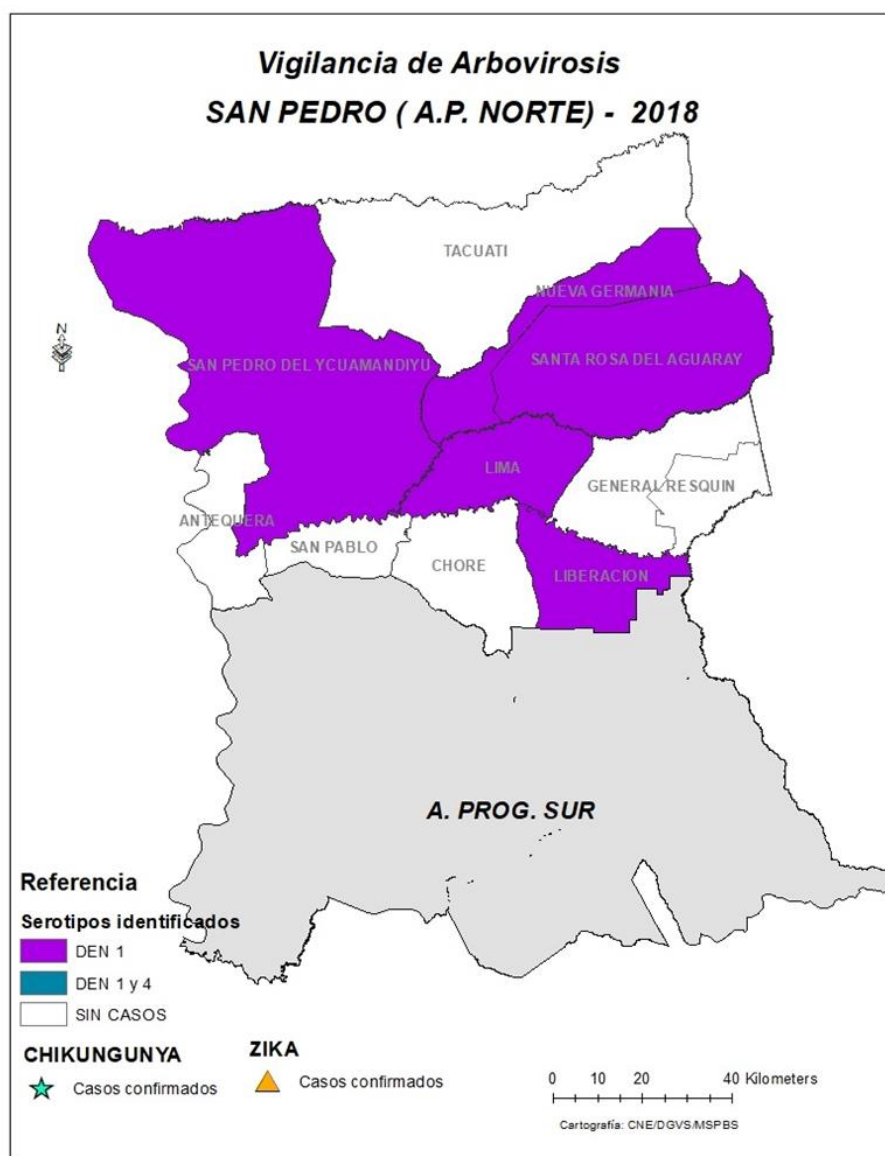 Vigilancia de Arbovirosis
SAN PEDRO ( A.P. NORTE) - 2018
TACUATI
NUEVA GERMANIA
N
SAN PEDRO DEL YCUAMANDIYU
SANTA ROSA DEL AGUARAY
LIMA
GENERAL RESQUIN
ANTEQUERA
SAN PABLO
CHORE
LIBERACION
A. PROG. SUR
Referencia
Serotipos identificados
DEN 1
DEN 1 y 4
SIN CASOS
CHIKUNGUNYA
Casos confirmados
ZIKA
Casos confirmados
0 10 20 40 Kilometers
Cartografía: CNE/DGVS/MSPBS